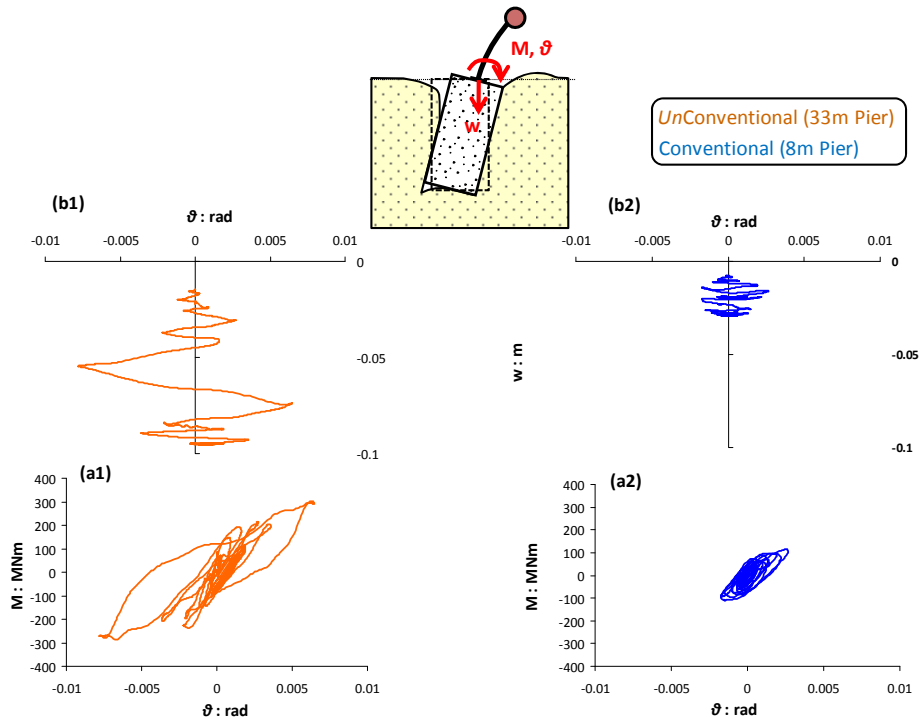 M, ϑ
w
UnConventional (33m Pier)
Conventional (8m Pier)
(b1)
ϑ : rad
-0.01 -0.005 0 0.005 0.01
0
-0.05
-0.1
(b2)
ϑ : rad
-0.01 -0.005 0 0.005 0.01
0
-0.05
-0.1
w : m
(a1)
M : MNm
400
300
200
100
0
-100
-200
-300
-400
-0.01 -0.005 0 0.005 0.01
ϑ : rad
(a2)
M : MNm
400
300
200
100
0
-100
-200
-300
-400
-0.01 -0.005 0 0.005 0.01
ϑ : rad